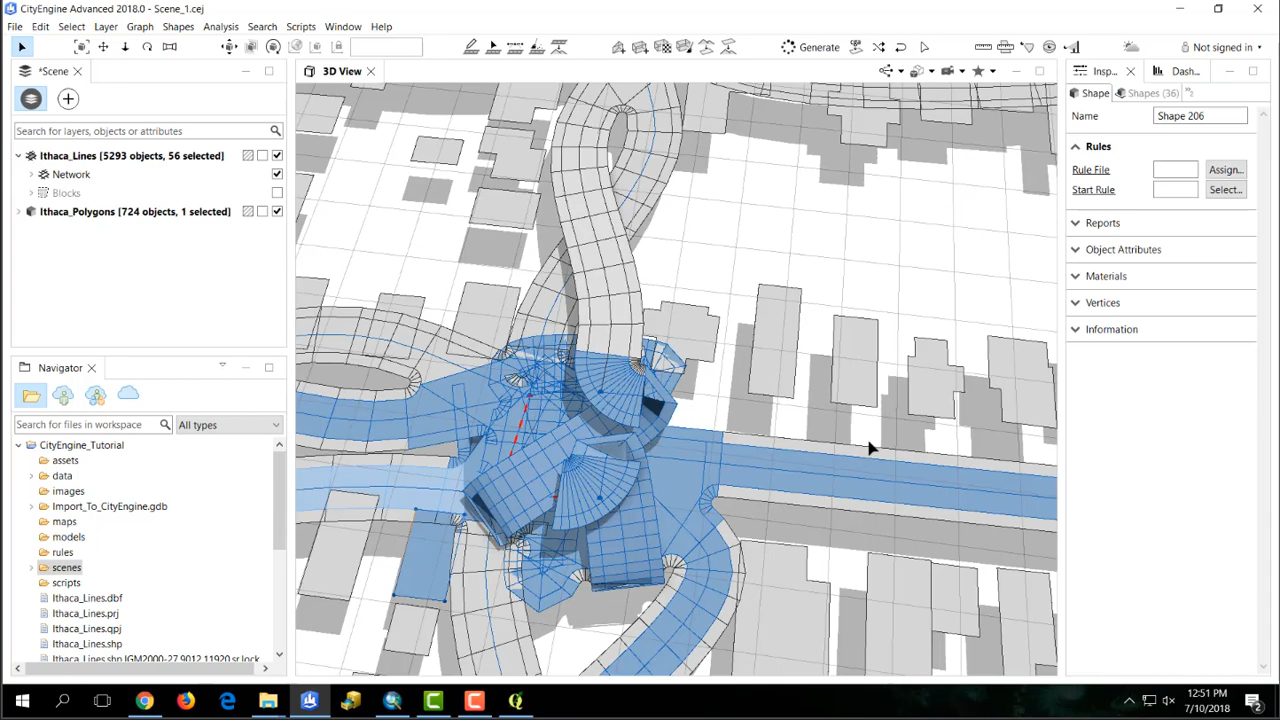 CityEngine Advanced 2018.0 - Scene_1.cej
File Edit Select Layer Graph Shapes Analysis Search Scripts Window Help
Generate
Not signed in
*Scene
3D View
Insp...
Dash...
Shape
Shapes (36)
2
Name
Shape 206
Search for layers, objects or attributes
Rules
Ithaca_Lines [5293 objects, 56 selected]
Rule File
Assign...
Network
Start Rule
Select...
Blocks
Ithaca_Polygons [724 objects, 1 selected]
Reports
Object Attributes
Materials
Vertices
Information
Navigator
Search for files in workspace
All types
CityEngine_Tutorial
assets
data
images
Import_To_CityEngine.gdb
maps
models
rules
scenes
scripts
Ithaca_Lines.dbf
Ithaca_Lines.prj
Ithaca_Lines.qpj
Ithaca_Lines.shp
12:51 PM
7/10/2018
2